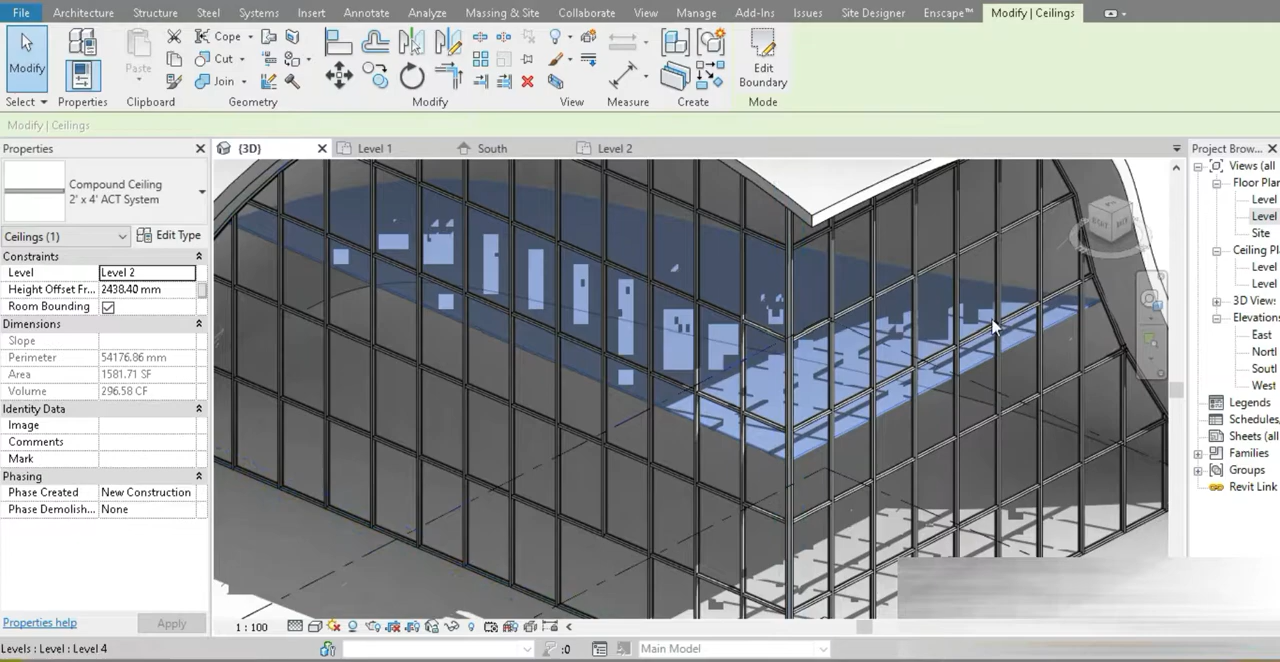 File Architecture Structure Steel Systems Insert Annotate Analyze Massing & Site Collaborate View Manage Add-Ins Issues Site Designer Enscape™ Modify | Ceilings
Cope
Cut
Join
Modify
Paste
Edit
Boundary
Select Properties Clipboard Geometry Modify View Measure Create Mode
Modify | Ceilings
Properties
{3D} Level 1 South Level 2
Project Brow...
Compound Ceiling
2' x 4' ACT System
Ceilings (1) Edit Type
Constraints
Level Level 2
Height Offset Fr... 2438.40 mm
Room Bounding
Dimensions
Slope
Perimeter 54176.86 mm
Area 1581.71 SF
Volume 296.58 CF
Identity Data
Image
Comments
Mark
Phasing
Phase Created New Construction
Phase Demolish... None
Properties help Apply
Views (all
Floor Plan
Level
Level
Site
Ceiling Pl
Level
Level
3D Views
Elevations
East
North
South
West
Legends
Schedules
Sheets (all
Families
Groups
Revit Link
1 : 100
Levels : Level : Level 4 :0 Main Model